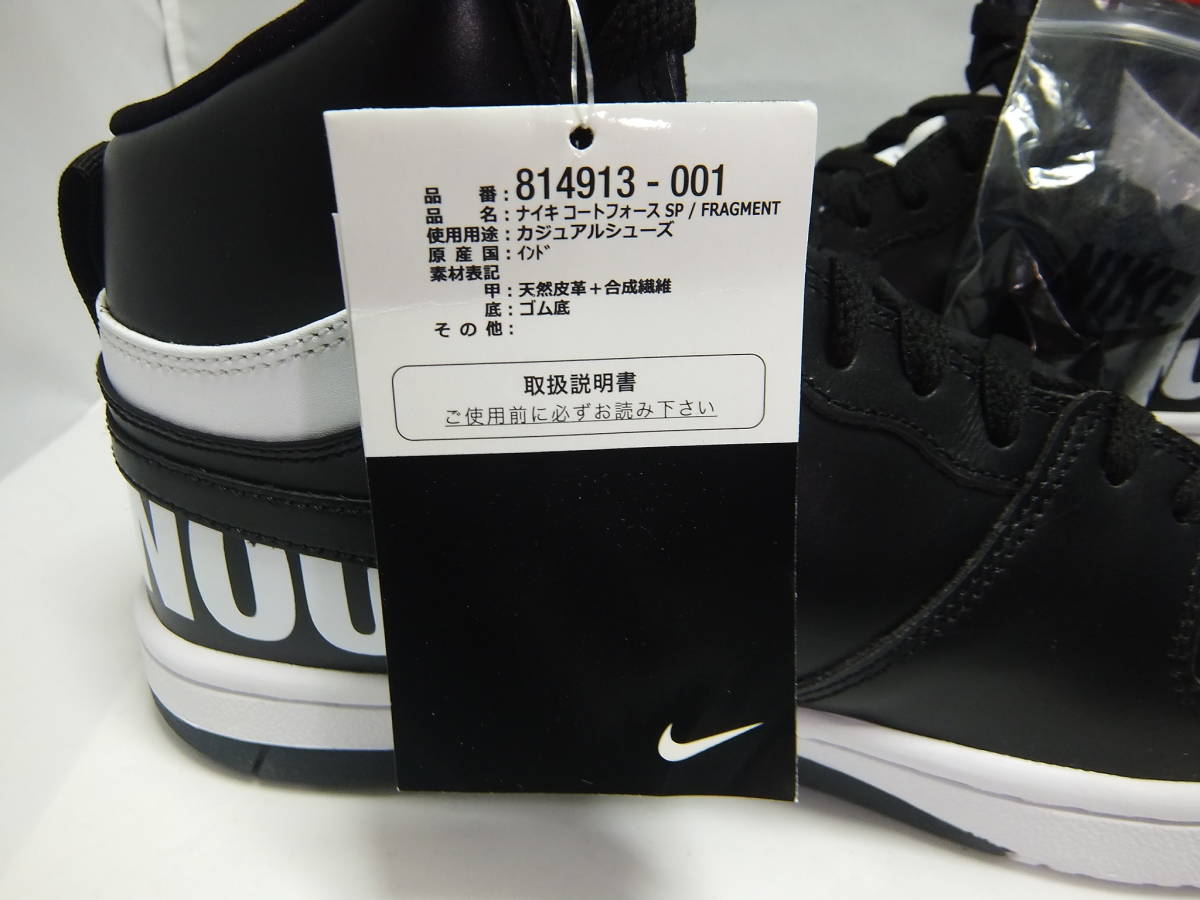 品 番 : 814913 - 001
品 名 : ナイキ コートフォース SP / FRAGMENT
使用用途 : カジュアルシューズ
原 産 国 : インド
素材表記
甲 : 天然皮革+合成繊維
底 : ゴム底
そ の 他 :
取扱説明書
ご使用前に必ずお読み下さい
NIKE